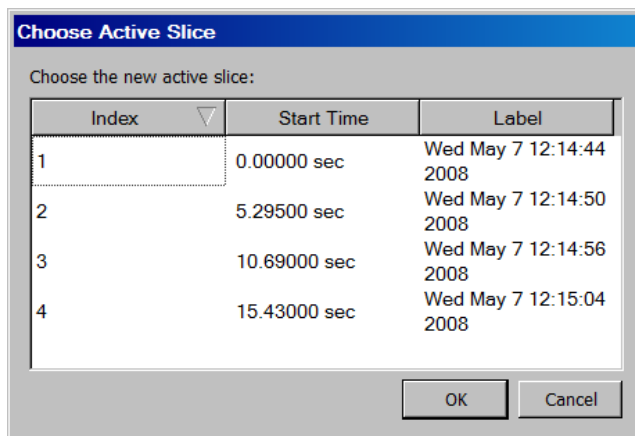 Choose Active Slice
Choose the new active slice:
Index Start Time Label
1 0.00000 sec Wed May 7 12:14:44
2008
2 5.29500 sec Wed May 7 12:14:50
2008
3 10.69000 sec Wed May 7 12:14:56
2008
4 15.43000 sec Wed May 7 12:15:04
2008
OK Cancel